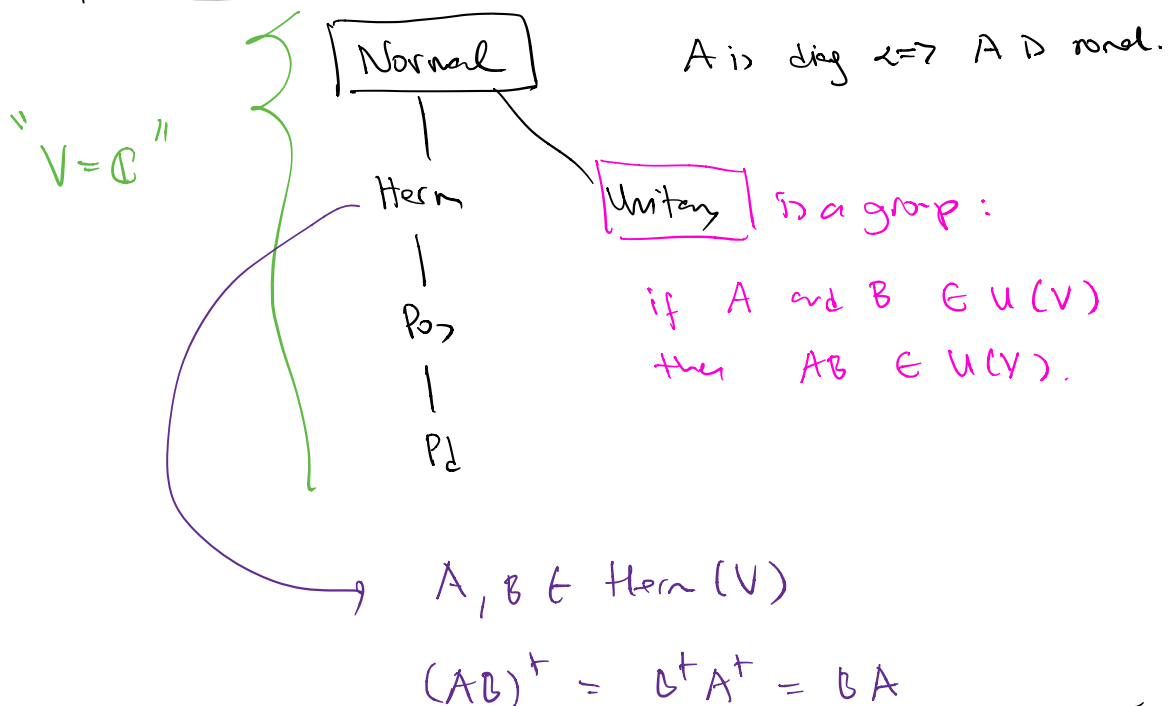 Normal
A is diag <=> A is normal.
"V = ℂ"
Herm
Unitary is a group :
if A and B ∈ U(V)
Pos
then AB ∈ U(V).
Pd
A, B ∈ Herm (V)
(AB)† = B†A† = BA